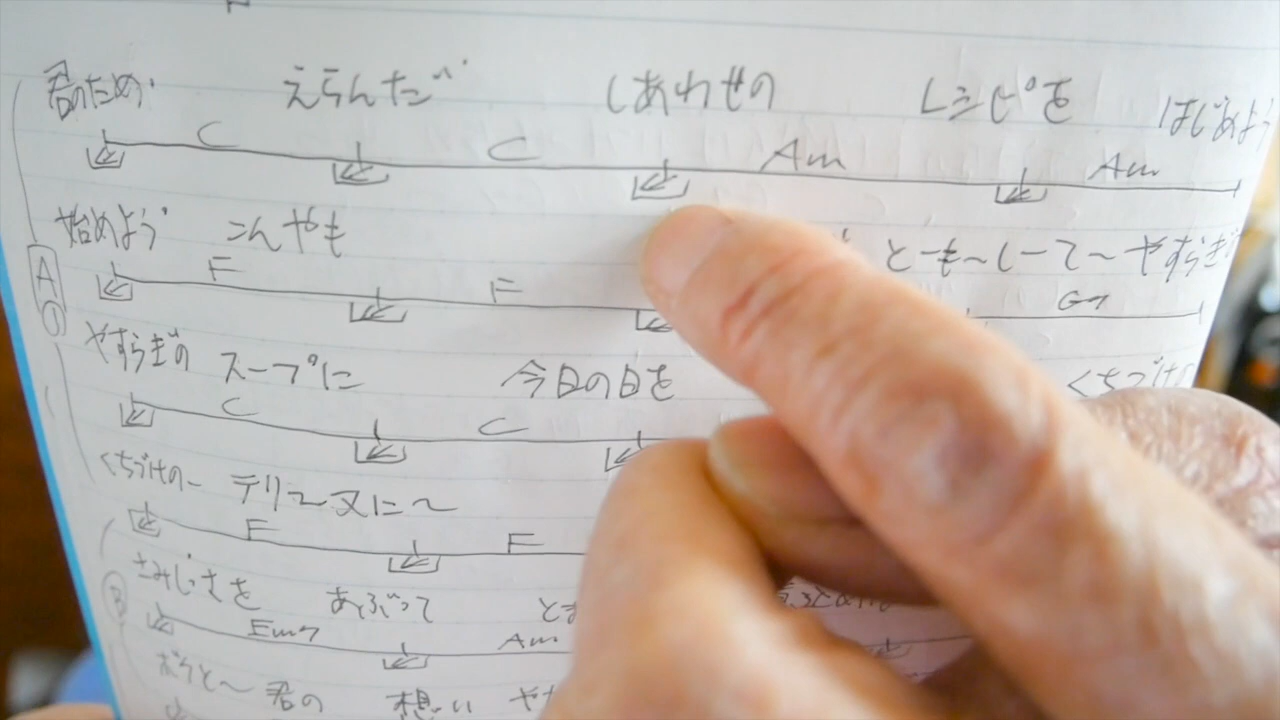 君のため えらんだ しあわせの レシピを はじめよう
C C Am Am
始めよう こんやも とーも〜しーて〜やすらぎ
A F F G7
①
やすらぎの スープに 今日の日を くちづけの
C C
くちづけのー テリーヌに〜
F F
さみしさを あぶって
B Em7 Am
君の 想い